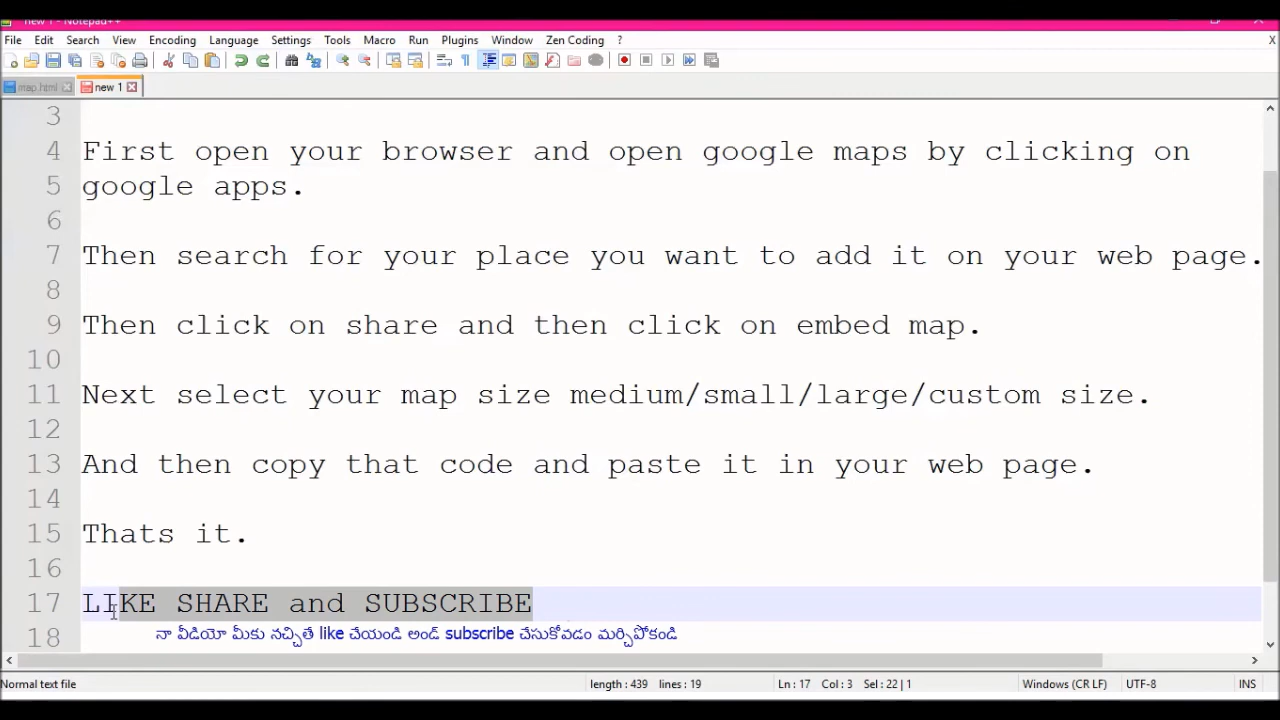 new 1 - Notepad++
File Edit Search View Encoding Language Settings Tools Macro Run Plugins Window Zen Coding ? X
map.html new 1
3
4 First open your browser and open google maps by clicking on
5 google apps.
6
7 Then search for your place you want to add it on your web page.
8
9 Then click on share and then click on embed map.
10
11 Next select your map size medium/small/large/custom size.
12
13 And then copy that code and paste it in your web page.
14
15 Thats it.
16
17 LIKE SHARE and SUBSCRIBE
18 నా వీడియో మీకు నచ్చితే like చేయండి అండ్ subscribe చేసుకోవడం మర్చిపోకండి
Normal text file length : 439 lines : 19 Ln : 17 Col : 3 Sel : 22 | 1 Windows (CR LF) UTF-8 INS